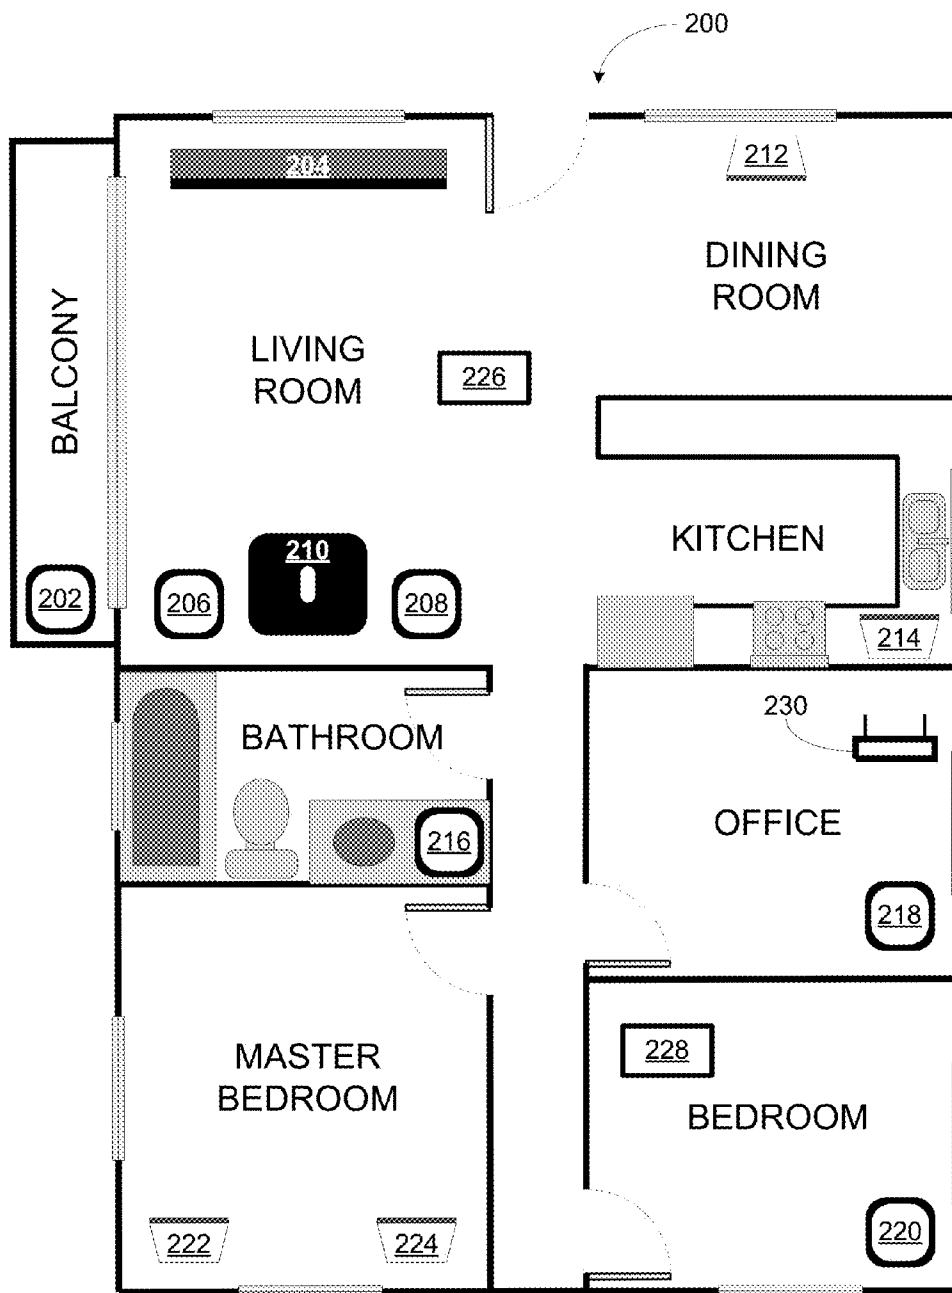 200
204
212
DINING
ROOM
BALCONY
LIVING
ROOM
226
KITCHEN
210
202
206
208
214
230
BATHROOM
OFFICE
216
218
MASTER
BEDROOM
228
BEDROOM
222
224
220